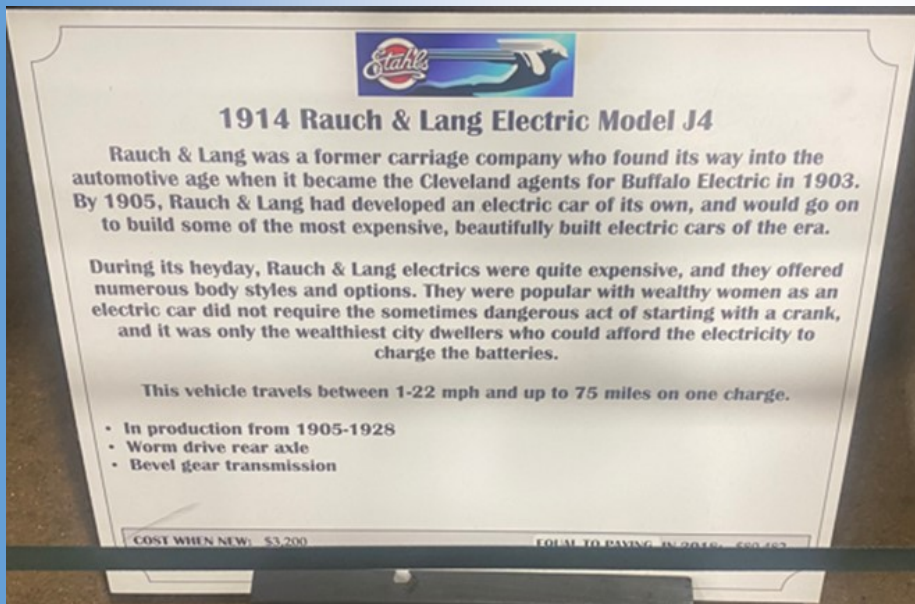 Stahls
1914 Rauch & Lang Electric Model J4
Rauch & Lang was a former carriage company who found its way into the
automotive age when it became the Cleveland agents for Buffalo Electric in 1903.
By 1905, Rauch & Lang had developed an electric car of its own, and would go on
to build some of the most expensive, beautifully built electric cars of the era.
During its heyday, Rauch & Lang electrics were quite expensive, and they offered
numerous body styles and options. They were popular with wealthy women as an
electric car did not require the sometimes dangerous act of starting with a crank,
and it was only the wealthiest city dwellers who could afford the electricity to
charge the batteries.
This vehicle travels between 1-22 mph and up to 75 miles on one charge.
• In production from 1905-1928
• Worm drive rear axle
• Bevel gear transmission
COST WHEN NEW: $3,200 EQUAL TO PAYING IN